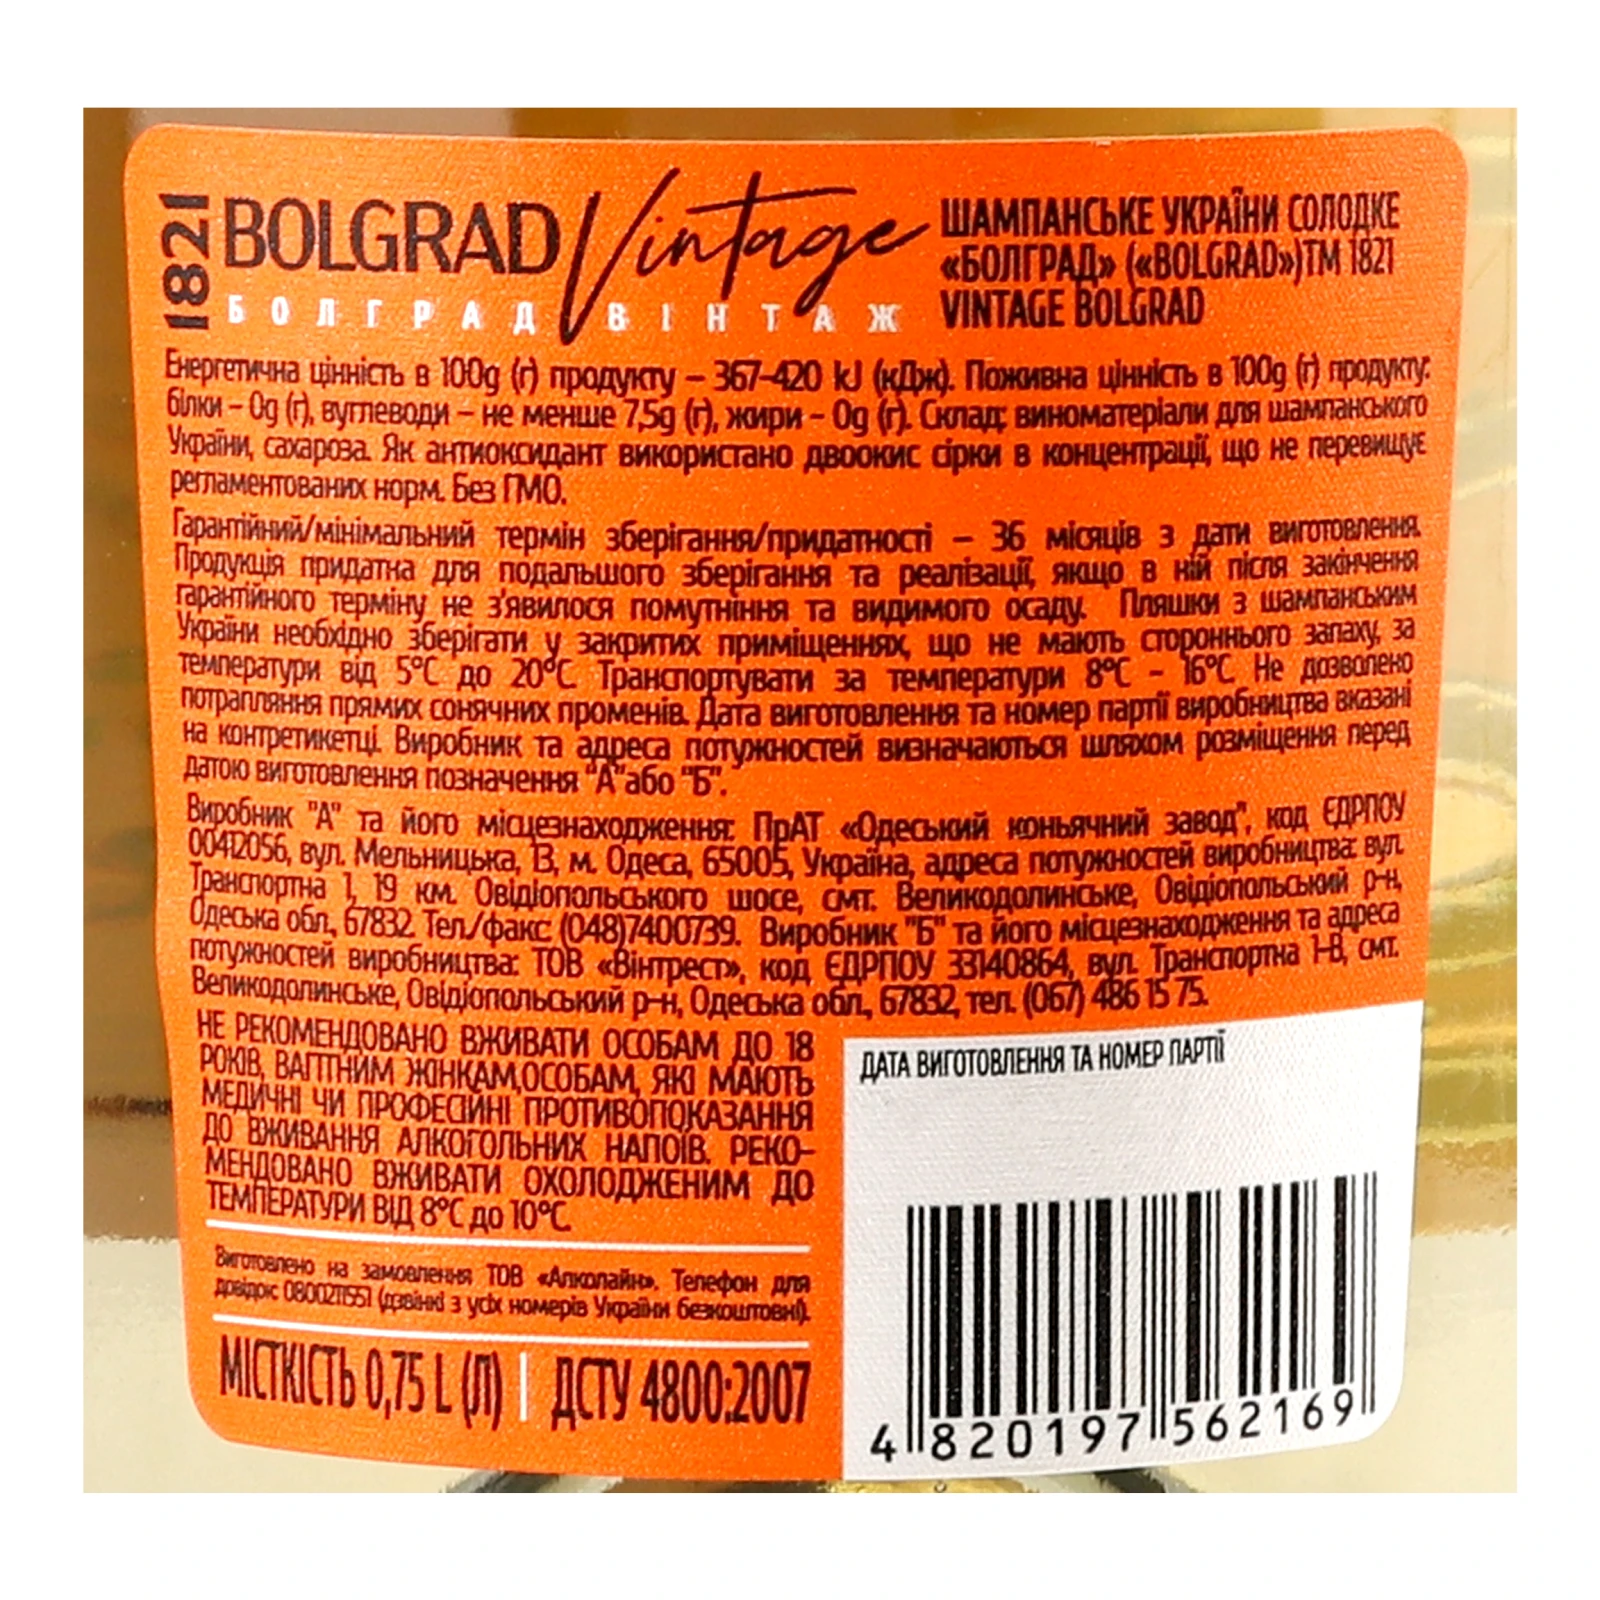 1821 BOLGRAD Vintage
БОЛГРАД ВІНТАЖ
ШАМПАНСЬКЕ УКРАЇНИ СОЛОДКЕ
«БОЛГРАД» («BOLGRAD»)ТМ 1821
VINTAGE BOLGRAD
Енергетична цінність в 100g (г) продукту – 367-420 kJ (кДж). Поживна цінність в 100g (г) продукту:
білки – 0g (г), вуглеводи – не менше 7,5g (г), жири – 0g (г). Склад: виноматеріали для шампанського
України, сахароза. Як антиоксидант використано двоокис сірки в концентрації, що не перевищує
регламентованих норм. Без ГМО.
Гарантійний/мінімальний термін зберігання/придатності – 36 місяців з дати виготовлення.
Продукція придатна для подальшого зберігання та реалізації, якщо в ній після закінчення
гарантійного терміну не з'явилося помутніння та видимого осаду. Пляшки з шампанським
України необхідно зберігати у закритих приміщеннях, що не мають стороннього запаху, за
температури від 5°С до 20°С. Транспортувати за температури 8°С – 16°С. Не дозволено
потрапляння прямих сонячних променів. Дата виготовлення та номер партії виробництва вказані
на контретикетці. Виробник та адреса потужностей визначаються шляхом розміщення перед
датою виготовлення позначення "А"або "Б".
Виробник "А" та його місцезнаходження: ПрАТ «Одеський коньячний завод", код ЄДРПОУ
00412056, вул. Мельницька, 13, м. Одеса, 65005, Україна, адреса потужностей виробництва: вул.
Транспортна 1, 19 км. Овідіопольського шосе, смт. Великодолинське, Овідіопольський р-н,
Одеська обл., 67832. Тел./факс: (048)7400739. Виробник "Б" та його місцезнаходження та адреса
потужностей виробництва: ТОВ «Вінтрест», код ЄДРПОУ 33140864, вул. Транспортна 1-В, смт.
Великодолинське, Овідіопольський р-н, Одеська обл., 67832, тел. (067) 486 15 75.
НЕ РЕКОМЕНДОВАНО ВЖИВАТИ ОСОБАМ ДО 18
РОКІВ, ВАГІТНИМ ЖІНКАМ,ОСОБАМ, ЯКІ МАЮТЬ
МЕДИЧНІ ЧИ ПРОФЕСІЙНІ ПРОТИВОПОКАЗАННЯ
ДО ВЖИВАННЯ АЛКОГОЛЬНИХ НАПОЇВ. РЕКО-
МЕНДОВАНО ВЖИВАТИ ОХОЛОДЖЕНИМ ДО
ТЕМПЕРАТУРИ ВІД 8°С до 10°С.
Виготовлено на замовлення ТОВ «Алколайн». Телефон для
довідок: 0800211551 (дзвінкі з усіх номерів України безкоштовні).
МІСТКІСТЬ 0,75 L (Л) | ДСТУ 4800:2007
ДАТА ВИГОТОВЛЕННЯ ТА НОМЕР ПАРТІЇ
4 820197 562169